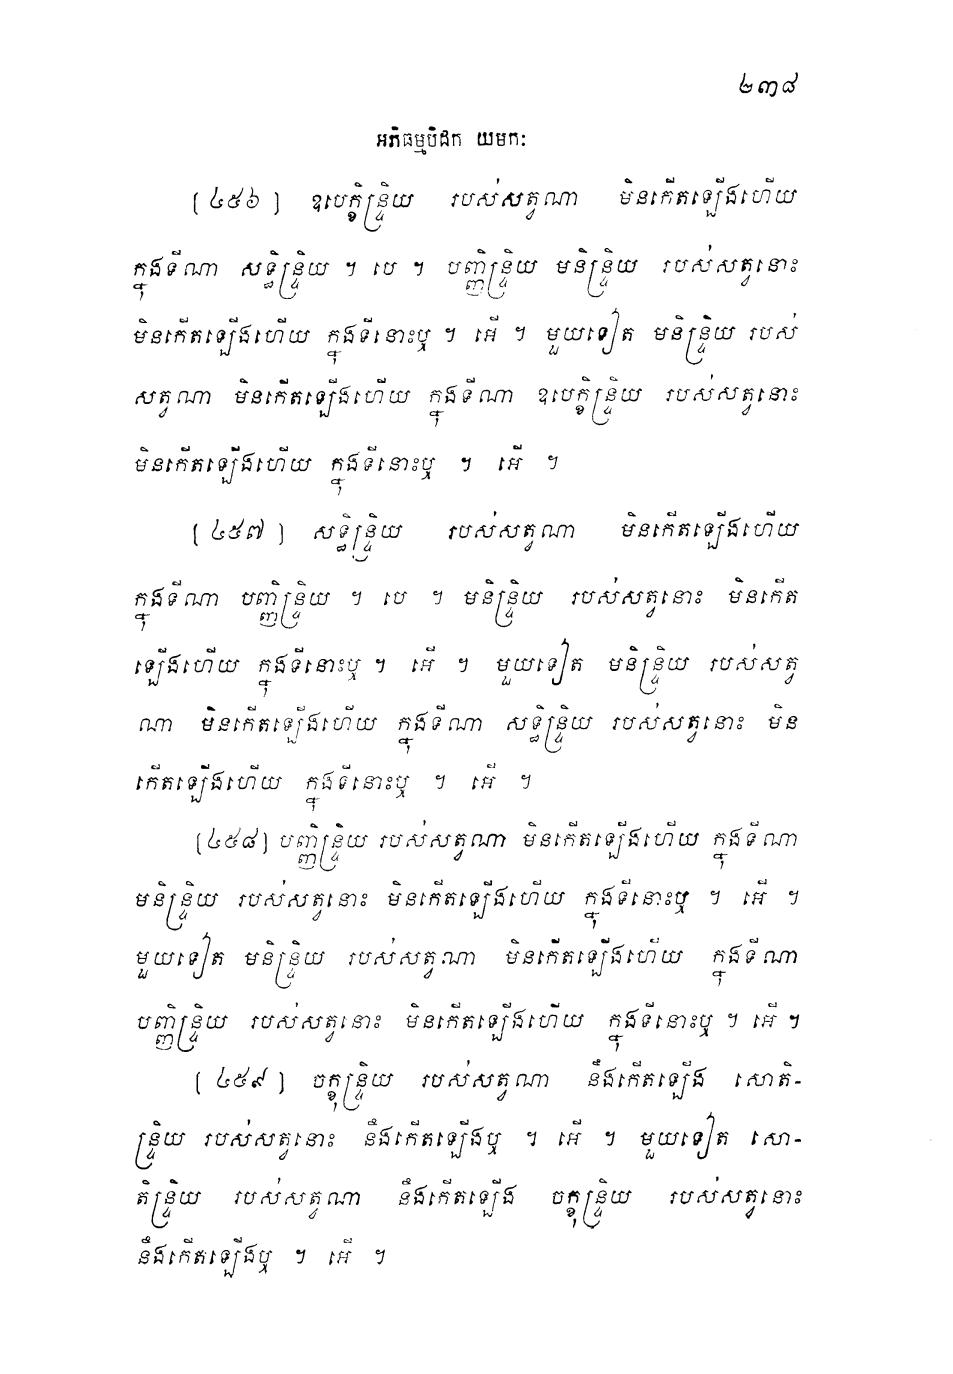 ២៣៨
អភិធម្មបិដក យមកៈ
[ ៤៥៦ ] ឧបេក្ខិន្ទ្រិយ របស់សត្វណា មិនកើតឡើងហើយ
ក្នុងទីណា សទ្ធិន្ទ្រិយ ។ បេ ។ បញ្ញិន្ទ្រិយ មនិន្ទ្រិយ របស់សត្វនោះ
មិនកើតឡើងហើយ ក្នុងទីនោះឬ ។ អើ ។ មួយទៀត មនិន្ទ្រិយ របស់
សត្វណា មិនកើតឡើងហើយ ក្នុងទីណា ឧបេក្ខិន្ទ្រិយ របស់សត្វនោះ
មិនកើតឡើងហើយ ក្នុងទីនោះឬ ។ អើ ។
[ ៤៥៧ ] សទ្ធិន្ទ្រិយ របស់សត្វណា មិនកើតឡើងហើយ
ក្នុងទីណា បញ្ញិន្ទ្រិយ ។ បេ ។ មនិន្ទ្រិយ របស់សត្វនោះ មិនកើត
ឡើងហើយ ក្នុងទីនោះឬ ។ អើ ។ មួយទៀត មនិន្ទ្រិយ របស់សត្វ
ណា មិនកើតឡើងហើយ ក្នុងទីណា សទ្ធិន្ទ្រិយ របស់សត្វនោះ មិន
កើតឡើងហើយ ក្នុងទីនោះឬ ។ អើ ។
[៤៥៨] បញ្ញិន្ទ្រិយ របស់សត្វណា មិនកើតឡើងហើយ ក្នុងទីណា
មនិន្ទ្រិយ របស់សត្វនោះ មិនកើតឡើងហើយ ក្នុងទីនោះឬ ។ អើ ។
មួយទៀត មនិន្ទ្រិយ របស់សត្វណា មិនកើតឡើងហើយ ក្នុងទីណា
បញ្ញិន្ទ្រិយ របស់សត្វនោះ មិនកើតឡើងហើយ ក្នុងទីនោះឬ ។ អើ ។
[ ៤៥៩ ] ចក្ខុន្ទ្រិយ របស់សត្វណា នឹងកើតឡើង សោតិ-
ន្ទ្រិយ របស់សត្វនោះ នឹងកើតឡើងឬ ។ អើ ។ មួយទៀត សោ-
តិន្ទ្រិយ របស់សត្វណា នឹងកើតឡើង ចក្ខុន្ទ្រិយ របស់សត្វនោះ
នឹងកើតឡើងឬ ។ អើ ។